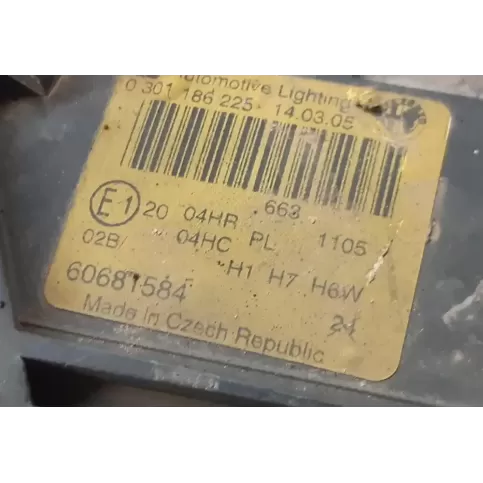 Automotive Lighting
0 301 186 225 14.03.05
663
E1 20 04HR 1105
02B/ 04HC PL
H1 H7 H6W
60681584
24
Made in Czech Republic